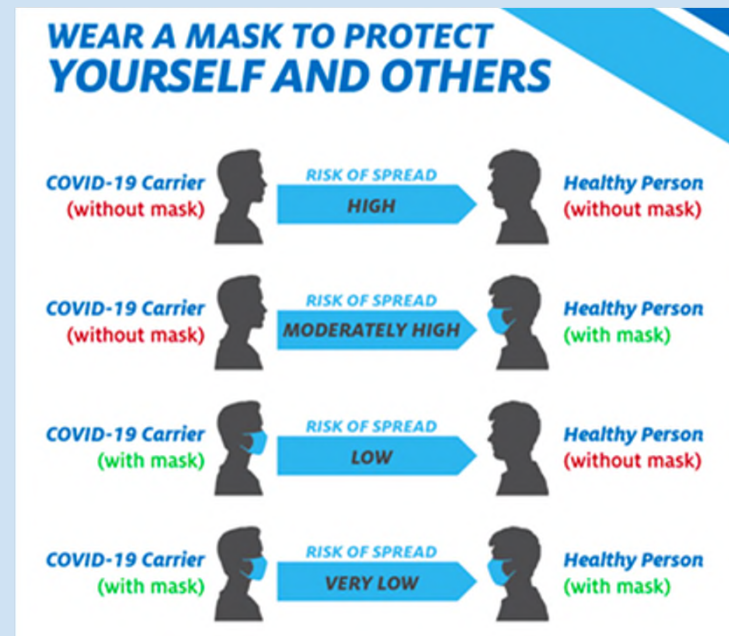 WEAR A MASK TO PROTECT
YOURSELF AND OTHERS
COVID-19 Carrier
(without mask)
RISK OF SPREAD
HIGH
Healthy Person
(without mask)
COVID-19 Carrier
(without mask)
RISK OF SPREAD
MODERATELY HIGH
Healthy Person
(with mask)
COVID-19 Carrier
(with mask)
RISK OF SPREAD
LOW
Healthy Person
(without mask)
COVID-19 Carrier
(with mask)
RISK OF SPREAD
VERY LOW
Healthy Person
(with mask)